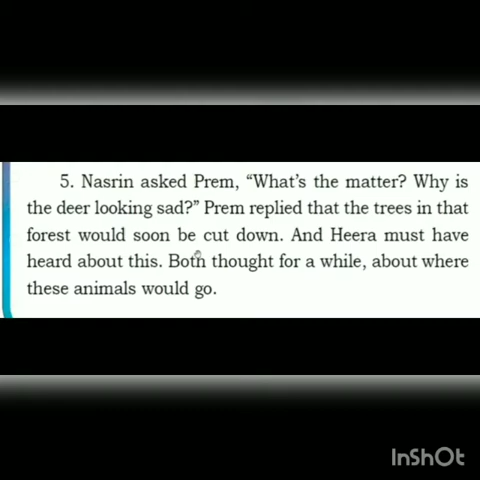 5. Nasrin asked Prem, “What’s the matter? Why is
the deer looking sad?” Prem replied that the trees in that
forest would soon be cut down. And Heera must have
heard about this. Both thought for a while, about where
these animals would go.
InShOt